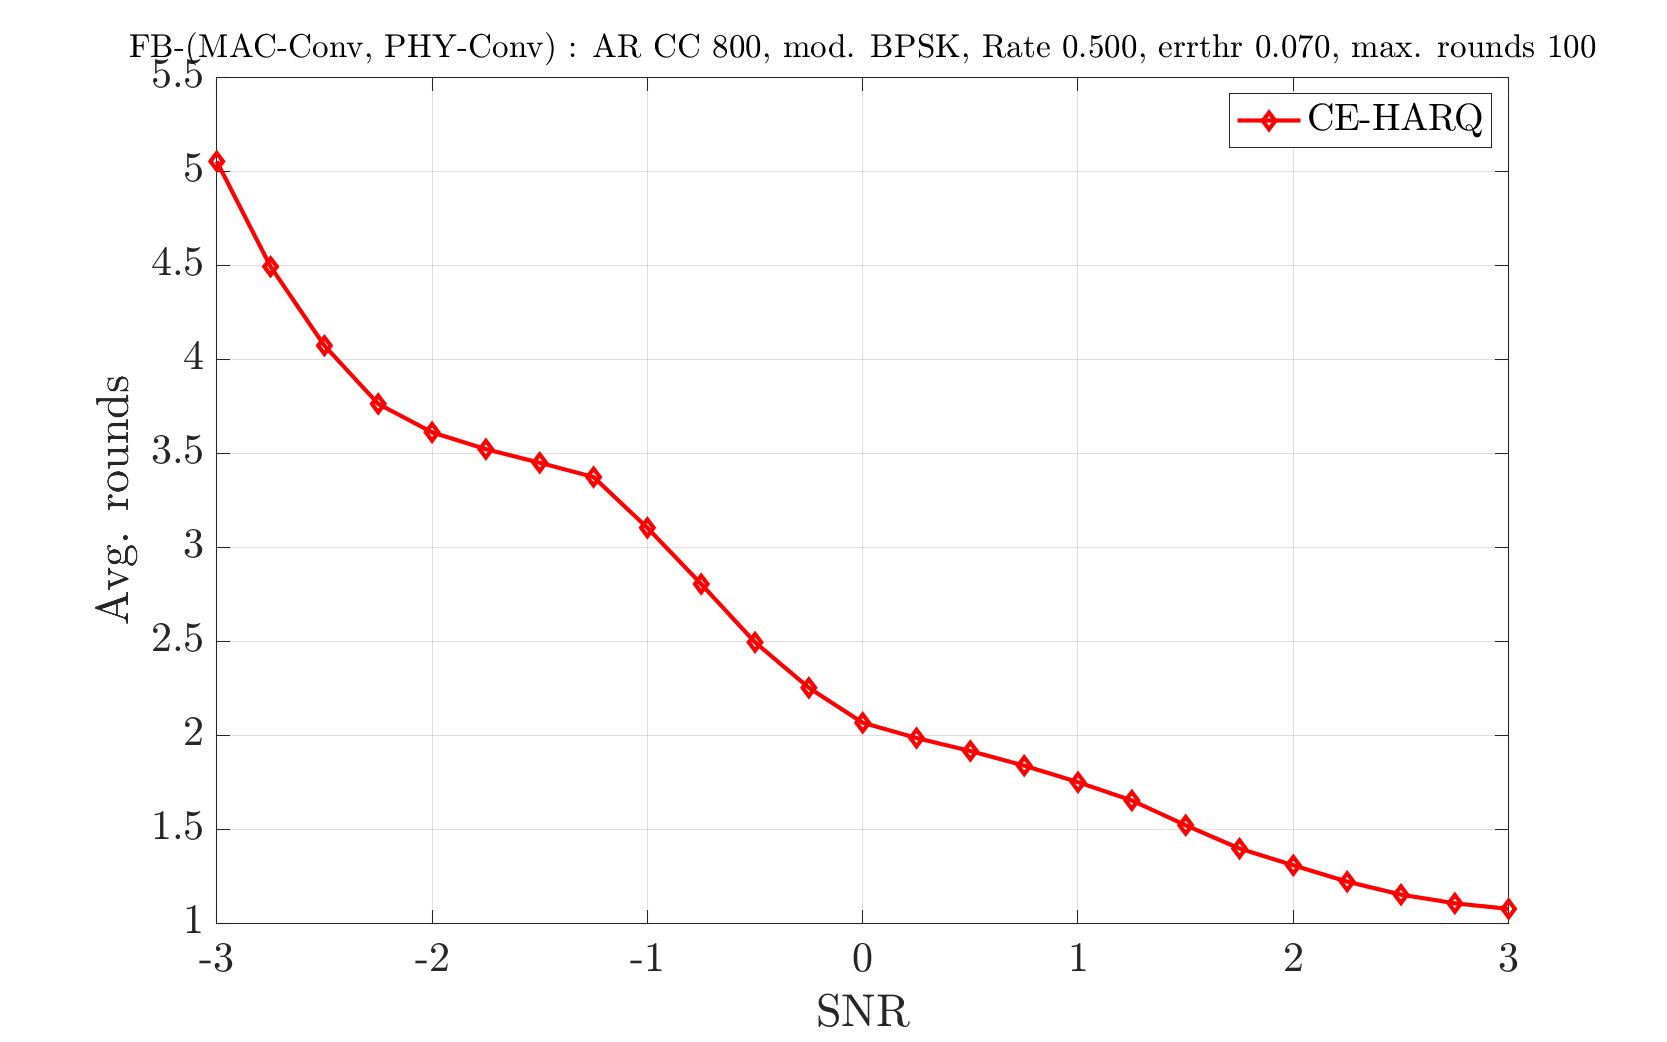 FB-(MAC-Conv, PHY-Conv) : AR CC 800, mod. BPSK, Rate 0.500, errthr 0.070, max. rounds 100
CE-HARQ
5.5
5
4.5
4
3.5
3
2.5
2
1.5
1
Avg. rounds
-3 -2 -1 0 1 2 3
SNR